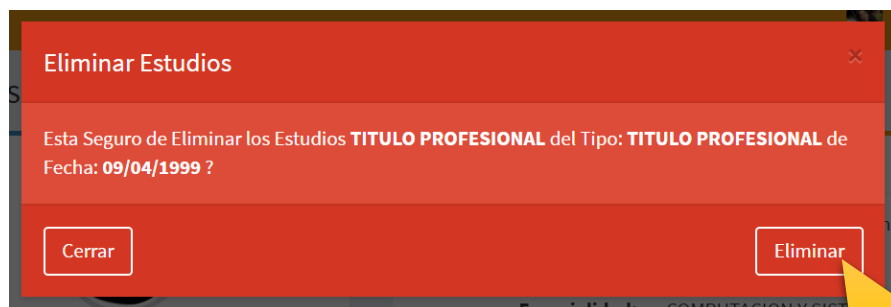 Eliminar Estudios
×
Esta Seguro de Eliminar los Estudios TITULO PROFESIONAL del Tipo: TITULO PROFESIONAL de
Fecha: 09/04/1999 ?
Cerrar
Eliminar
COMPUTACION Y